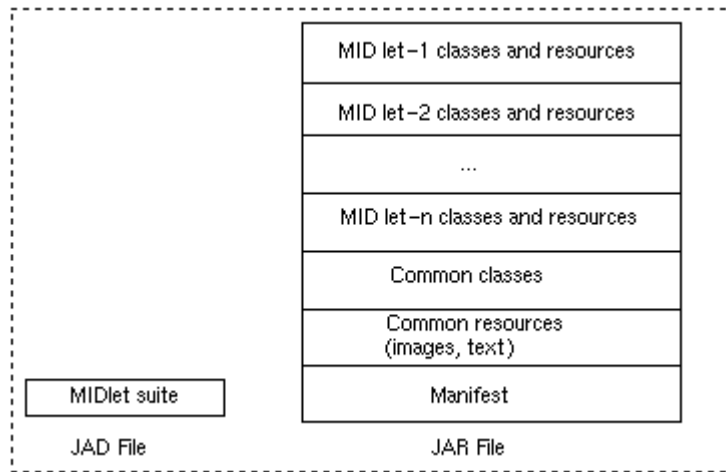 MID let-1 classes and resources
MID let-2 classes and resources
...
MID let-n classes and resources
Common classes
Common resources
(images, text)
MIDlet suite
Manifest
JAD File
JAR File